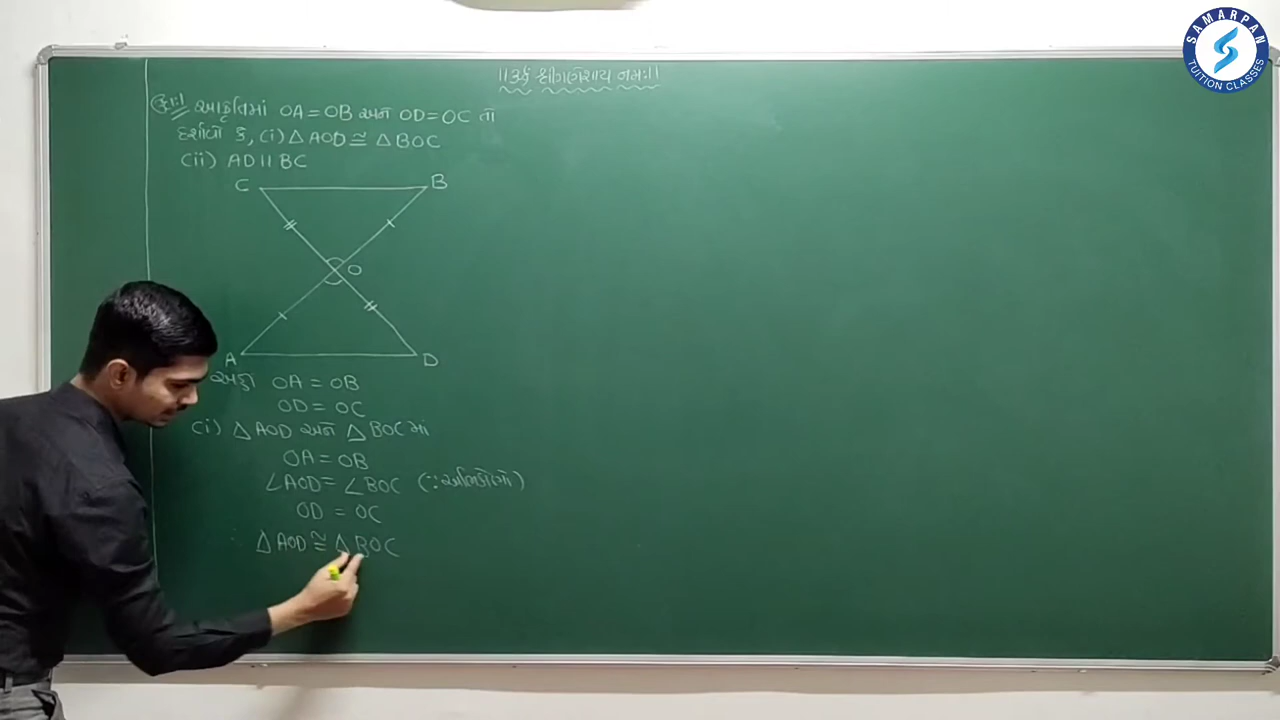 SAMARPAN
TUITION CLASSES
॥ૐ શ્રી ગણેશાય નમઃ॥
આકૃતિમાં OA = OB અને OD = OC તો
દર્શાવો કે, (i) △AOD ≅ △BOC
(ii) AD || BC
C B
O
A D
અહીં OA = OB
OD = OC
(i) △AOD અને △BOC માં
OA = OB
∠AOD = ∠BOC (∵ અભિકોણો)
OD = OC
∴ △AOD ≅ △BOC